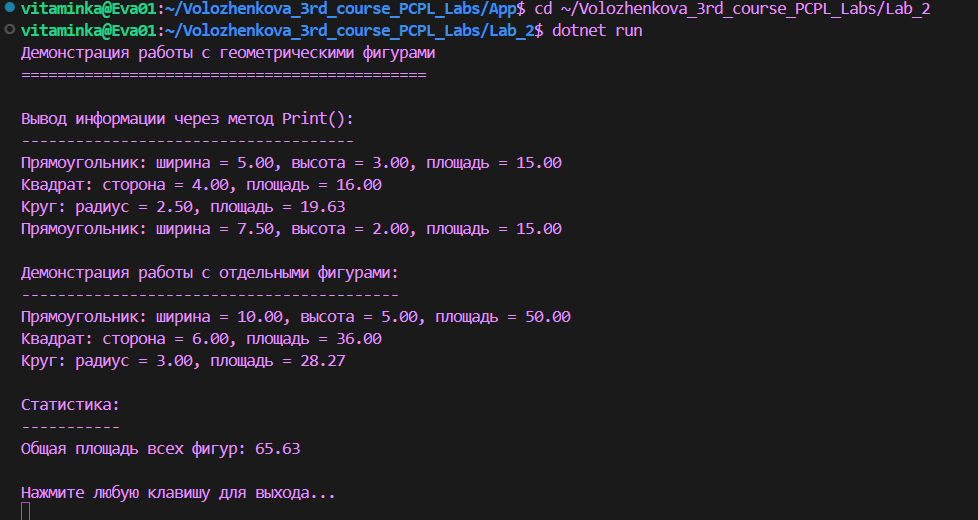 vitaminka@Eva01:~/Volozhenkova_3rd_course_PCPL_Labs/App$ cd ~/Volozhenkova_3rd_course_PCPL_Labs/Lab_2
vitaminka@Eva01:~/Volozhenkova_3rd_course_PCPL_Labs/Lab_2$ dotnet run
Демонстрация работы с геометрическими фигурами
=============================================

Вывод информации через метод Print():
-------------------------------------
Прямоугольник: ширина = 5.00, высота = 3.00, площадь = 15.00
Квадрат: сторона = 4.00, площадь = 16.00
Круг: радиус = 2.50, площадь = 19.63
Прямоугольник: ширина = 7.50, высота = 2.00, площадь = 15.00

Демонстрация работы с отдельными фигурами:
------------------------------------------
Прямоугольник: ширина = 10.00, высота = 5.00, площадь = 50.00
Квадрат: сторона = 6.00, площадь = 36.00
Круг: радиус = 3.00, площадь = 28.27

Статистика:
-----------
Общая площадь всех фигур: 65.63

Нажмите любую клавишу для выхода...